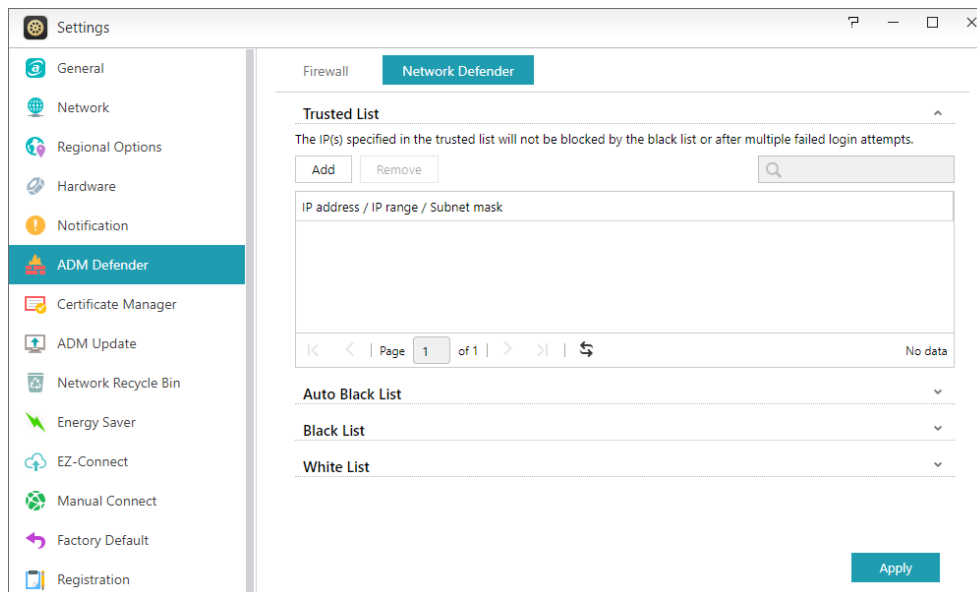 Settings
General
Network
Regional Options
Hardware
Notification
ADM Defender
Certificate Manager
ADM Update
Network Recycle Bin
Energy Saver
EZ-Connect
Manual Connect
Factory Default
Registration
Firewall
Network Defender
Trusted List
The IP(s) specified in the trusted list will not be blocked by the black list or after multiple failed login attempts.
Add
Remove
IP address / IP range / Subnet mask
Page 1 of 1
No data
Auto Black List
Black List
White List
Apply